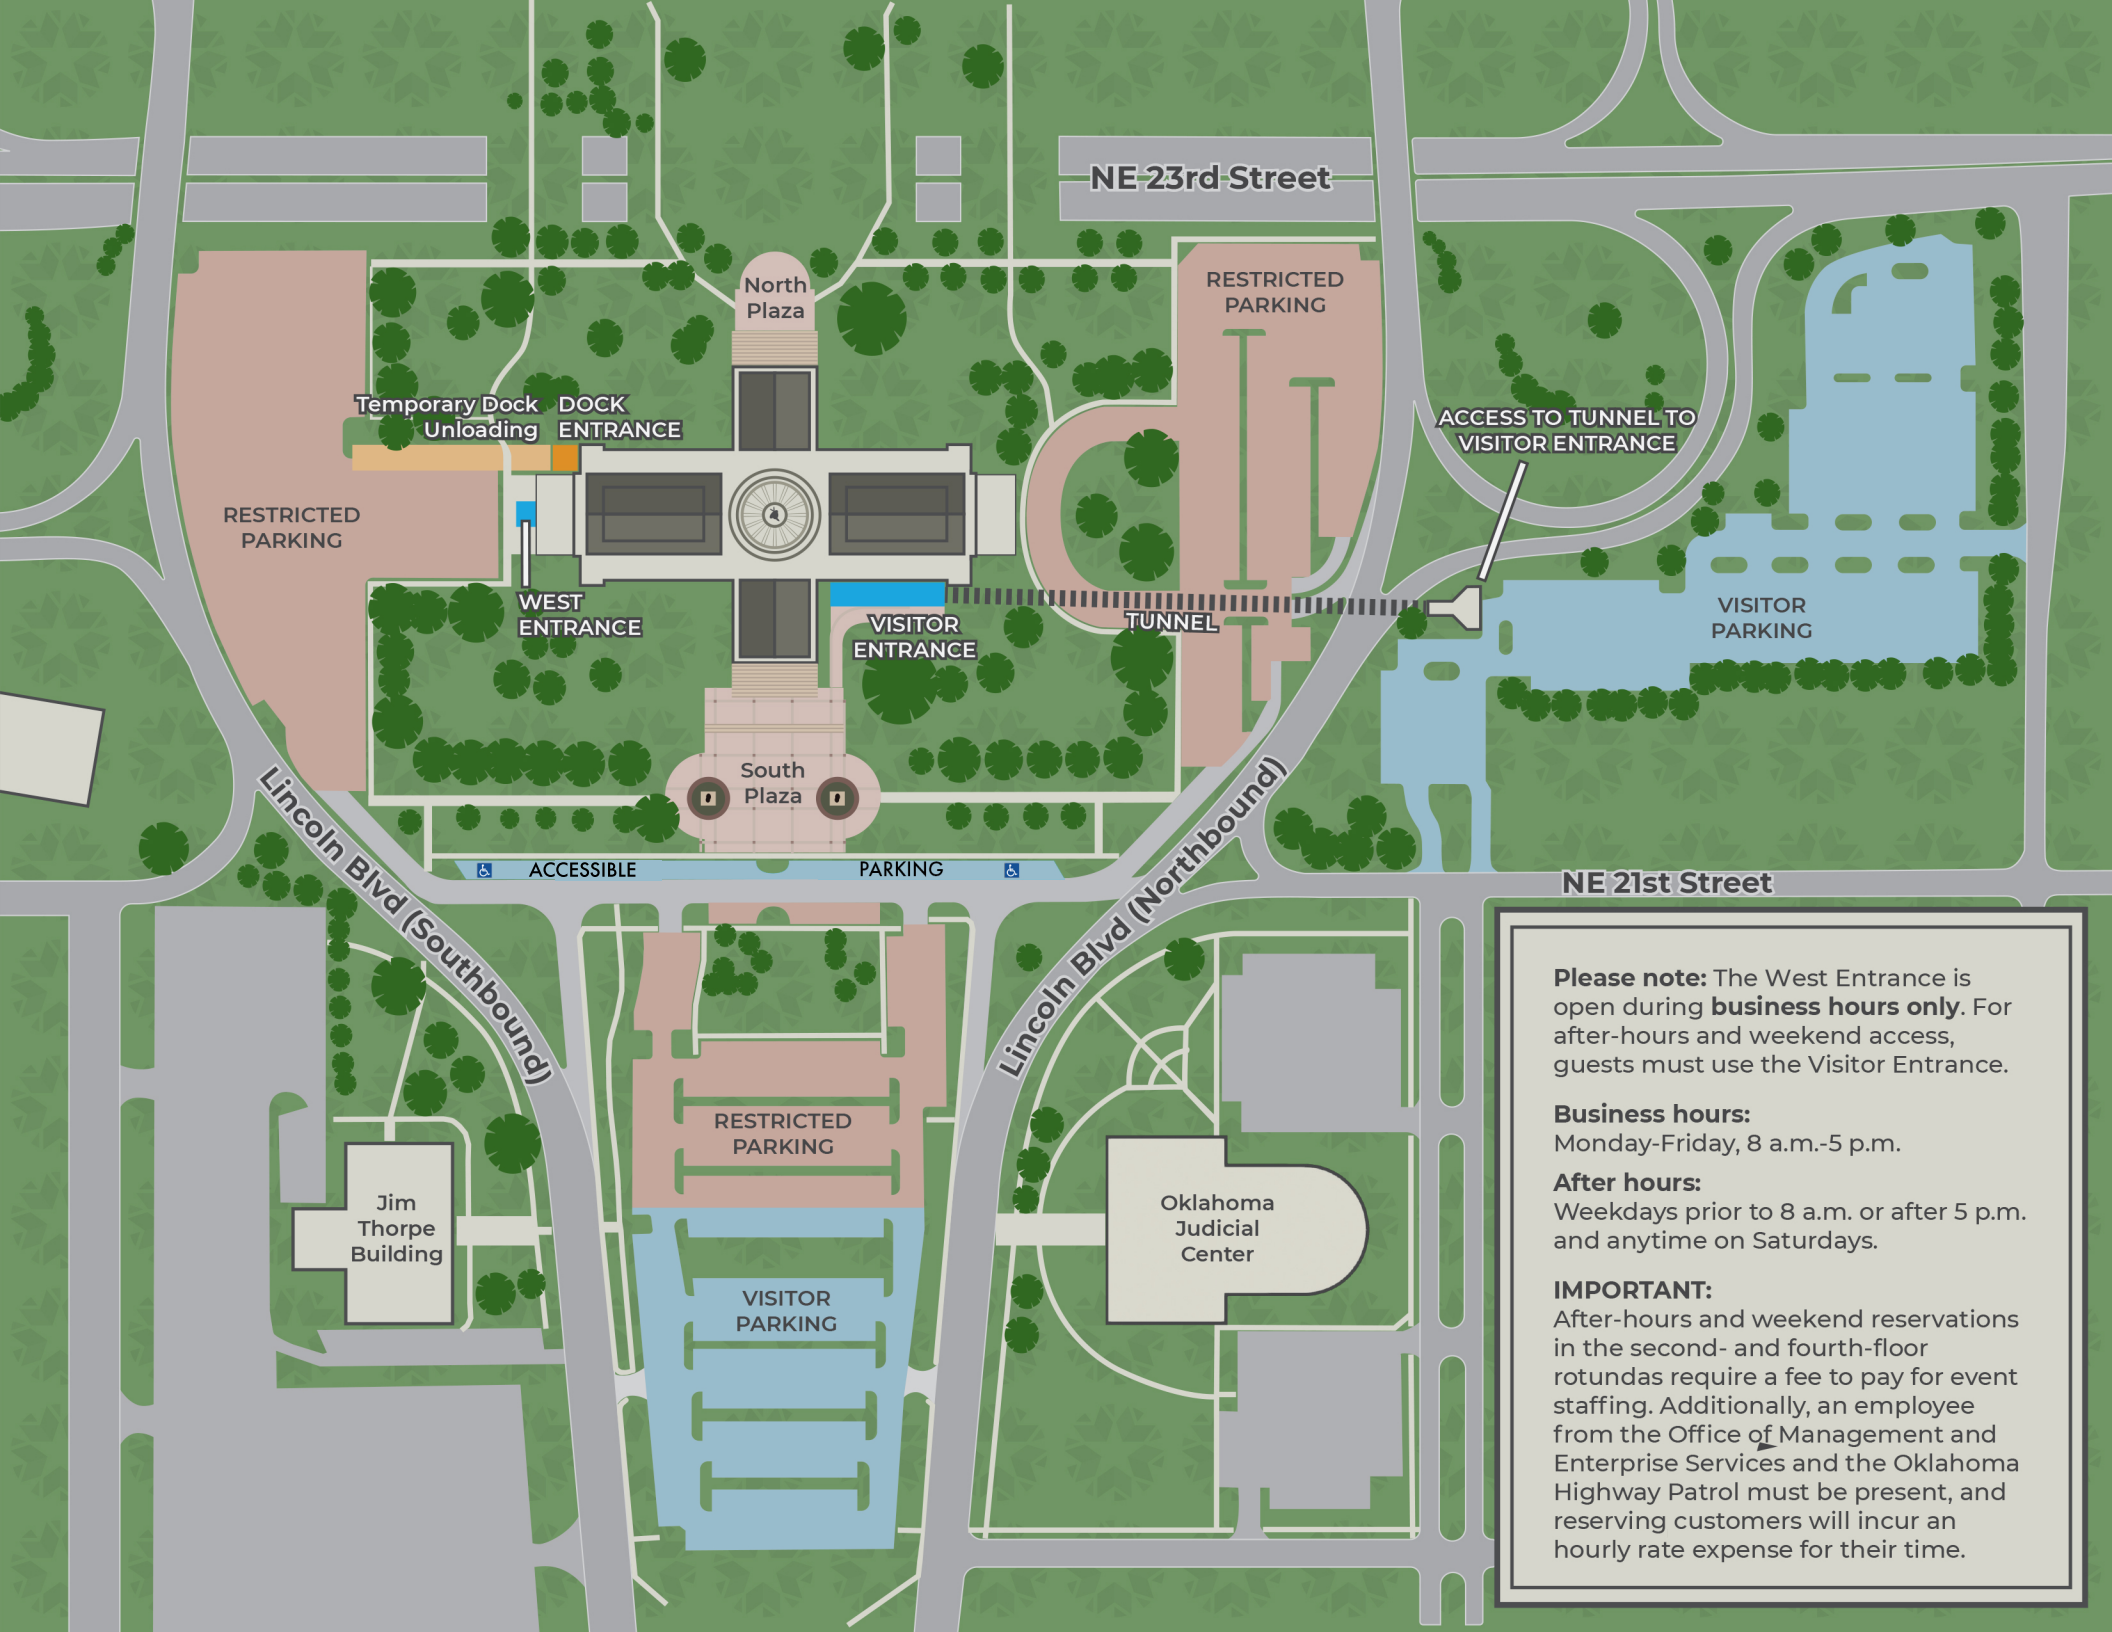 NE 23rd Street
North
Plaza
RESTRICTED
PARKING
Temporary Dock
Unloading
DOCK
ENTRANCE
ACCESS TO TUNNEL TO
VISITOR ENTRANCE
RESTRICTED
PARKING
WEST
ENTRANCE
VISITOR
ENTRANCE
TUNNEL
VISITOR
PARKING
South
Plaza
Lincoln Blvd (Southbound)
Lincoln Blvd (Northbound)
ACCESSIBLE
PARKING
NE 21st Street
RESTRICTED
PARKING
Jim
Thorpe
Building
Oklahoma
Judicial
Center
VISITOR
PARKING
Please note: The West Entrance is
open during business hours only. For
after-hours and weekend access,
guests must use the Visitor Entrance.
Business hours:
Monday-Friday, 8 a.m.-5 p.m.
After hours:
Weekdays prior to 8 a.m. or after 5 p.m.
and anytime on Saturdays.
IMPORTANT:
After-hours and weekend reservations
in the second- and fourth-floor
rotundas require a fee to pay for event
staffing. Additionally, an employee
from the Office of Management and
Enterprise Services and the Oklahoma
Highway Patrol must be present, and
reserving customers will incur an
hourly rate expense for their time.